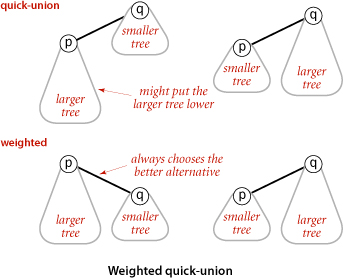 quick-union
q
p
smaller
tree
larger
tree
might put the
larger tree lower
q
p
smaller
tree
larger
tree
weighted
p
always chooses the
better alternative
q
larger
tree
smaller
tree
q
p
smaller
tree
larger
tree
Weighted quick-union